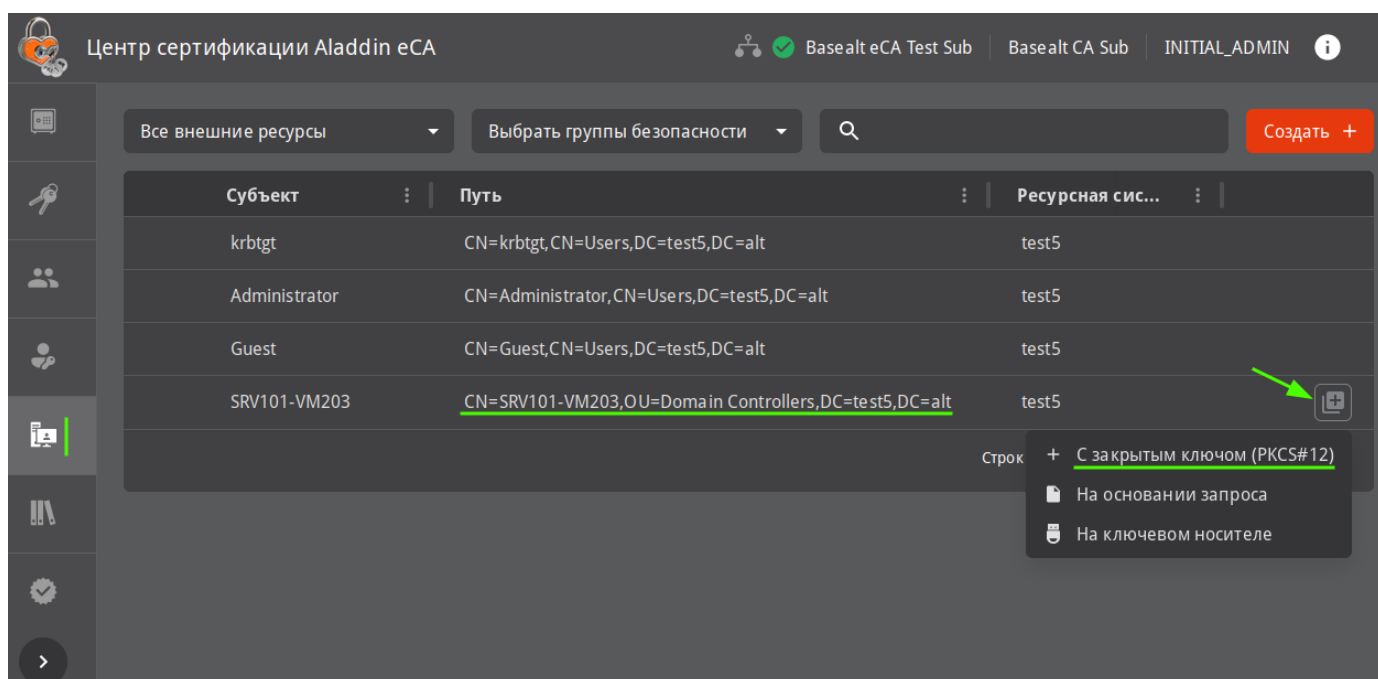 Центр сертификации Aladdin eCA
Basealt eCA Test Sub Basealt CA Sub INITIAL_ADMIN i
Все внешние ресурсы Выбрать группы безопасности Создать +
Субъект Путь Ресурсная сис...
krbtgt CN=krbtgt,CN=Users,DC=test5,DC=alt test5
Administrator CN=Administrator,CN=Users,DC=test5,DC=alt test5
Guest CN=Guest,CN=Users,DC=test5,DC=alt test5
SRV101-VM203 CN=SRV101-VM203,OU=Domain Controllers,DC=test5,DC=alt test5
Строк + С закрытым ключом (PKCS#12)
На основании запроса
На ключевом носителе